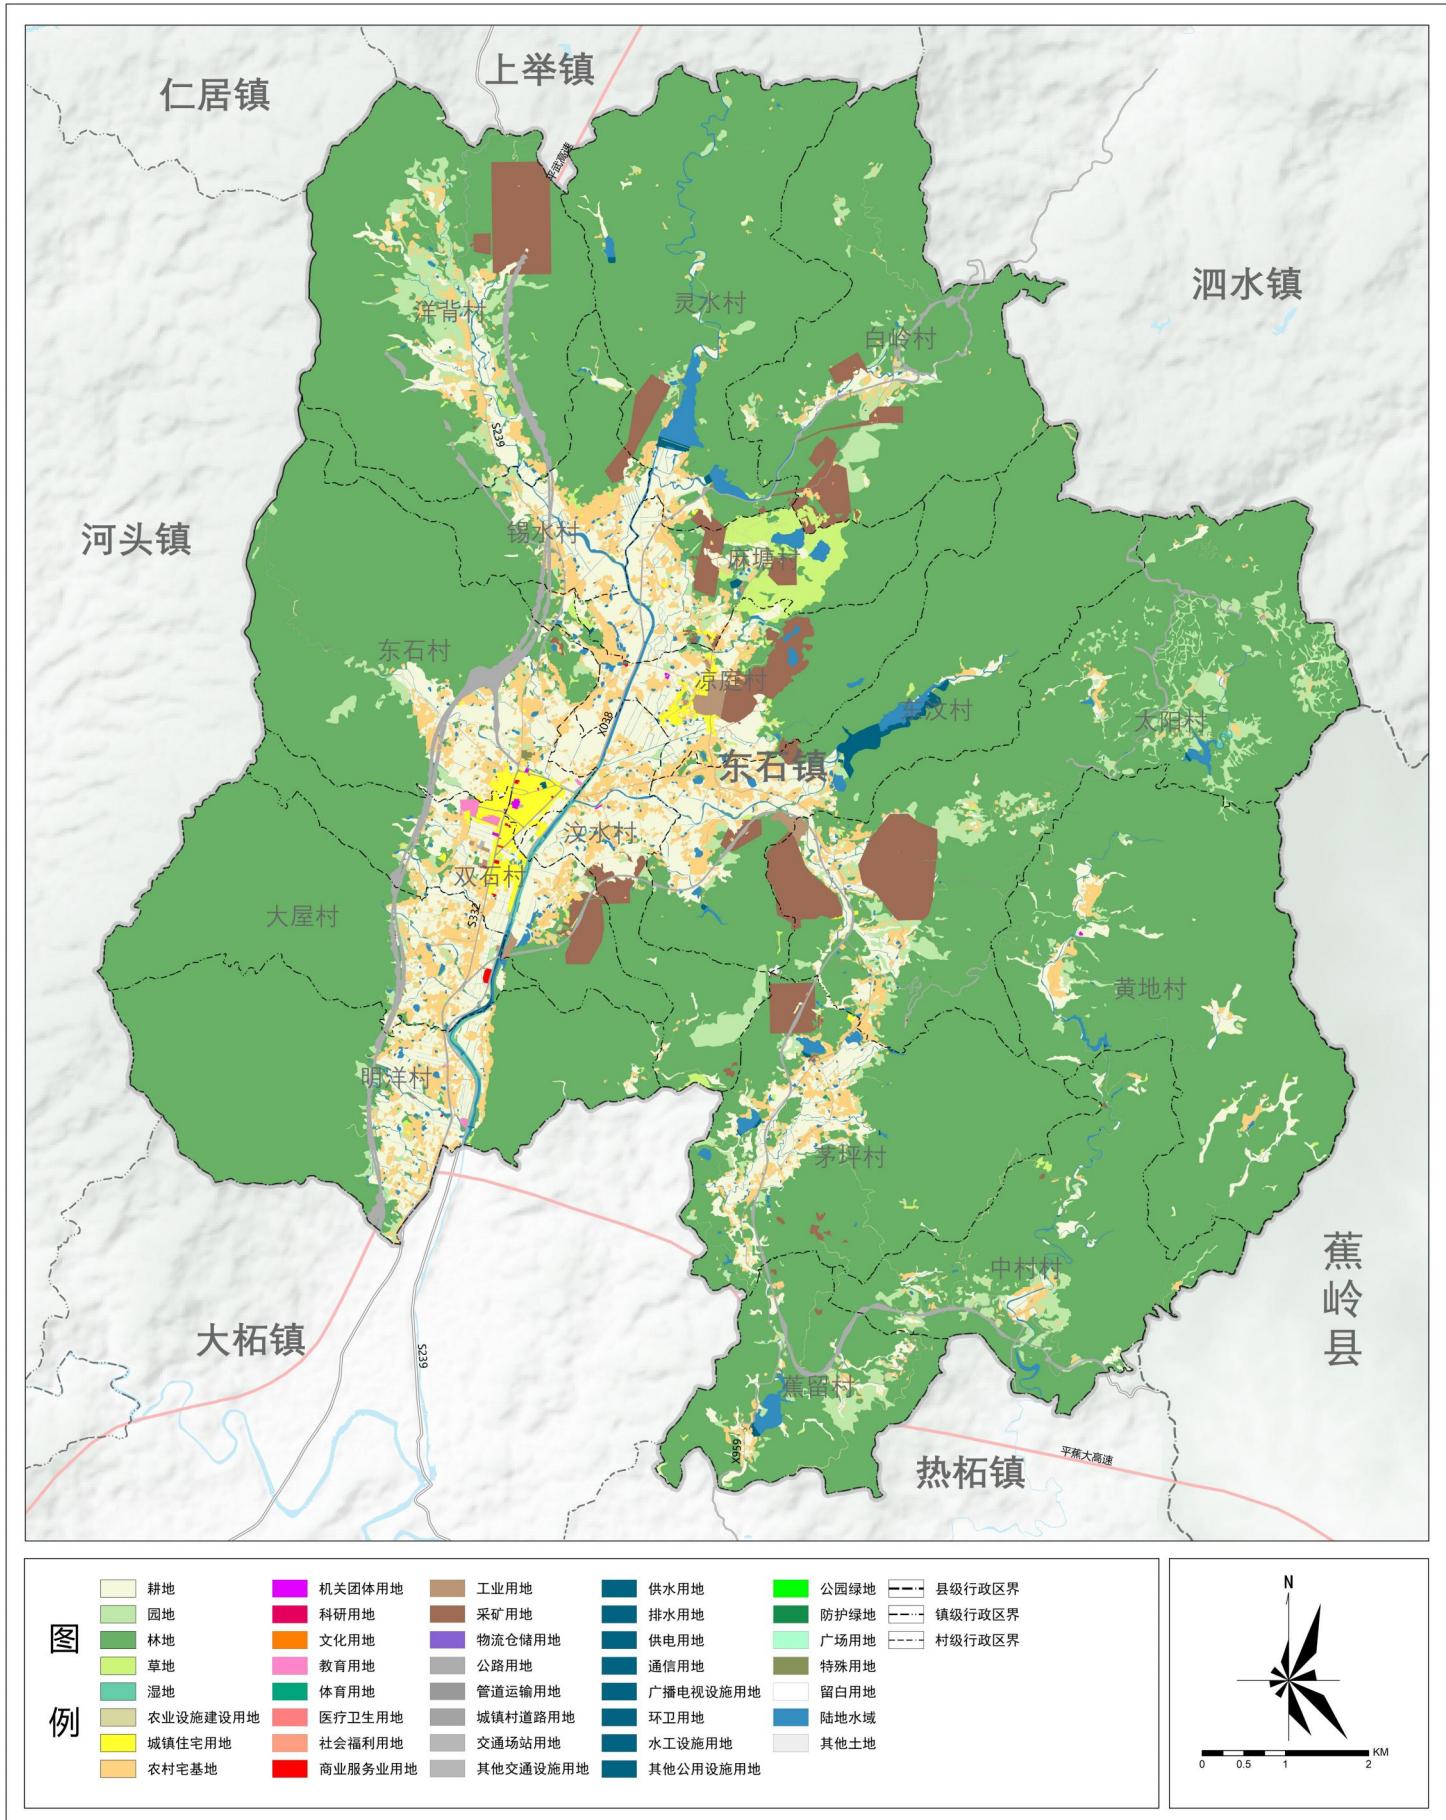 上举镇
仁居镇
平武高速
泗水镇
灵水村
洋背村
白岭村
S239
锡水村
河头镇
麻塘村
东石村
凉庭村
东汶村
太阳村
X038
东石镇
汶水村
双石村
大屋村
S332
黄地村
明洋村
茅坪村
中村村
蕉岭县
大柘镇
S239
蕉留村
X959
平蕉大高速
热柘镇
图例
耕地
园地
林地
草地
湿地
农业设施建设用地
城镇住宅用地
农村宅基地
机关团体用地
科研用地
文化用地
教育用地
体育用地
医疗卫生用地
社会福利用地
商业服务业用地
工业用地
采矿用地
物流仓储用地
公路用地
管道运输用地
城镇村道路用地
交通场站用地
其他交通设施用地
供水用地
排水用地
供电用地
通信用地
广播电视设施用地
环卫用地
水工设施用地
其他公用设施用地
公园绿地
防护绿地
广场用地
特殊用地
留白用地
陆地水域
其他土地
县级行政区界
镇级行政区界
村级行政区界
N
KM
0 0.5 1 2